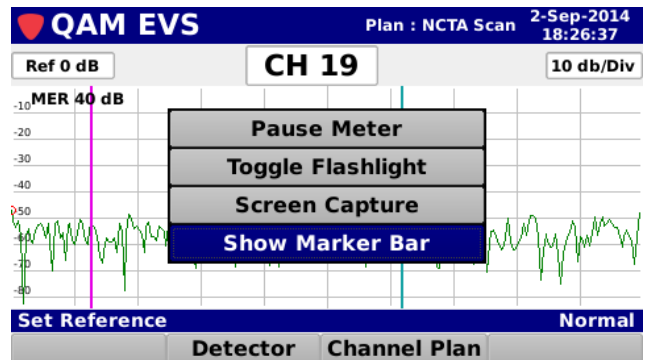 QAM EVS
Plan : NCTA Scan
2-Sep-2014
18:26:37
Ref 0 dB
CH 19
10 db/Div
MER 40 dB
-10
-20
-30
-40
-50
-60
-70
-80
Pause Meter
Toggle Flashlight
Screen Capture
Show Marker Bar
Set Reference
Normal
Detector
Channel Plan